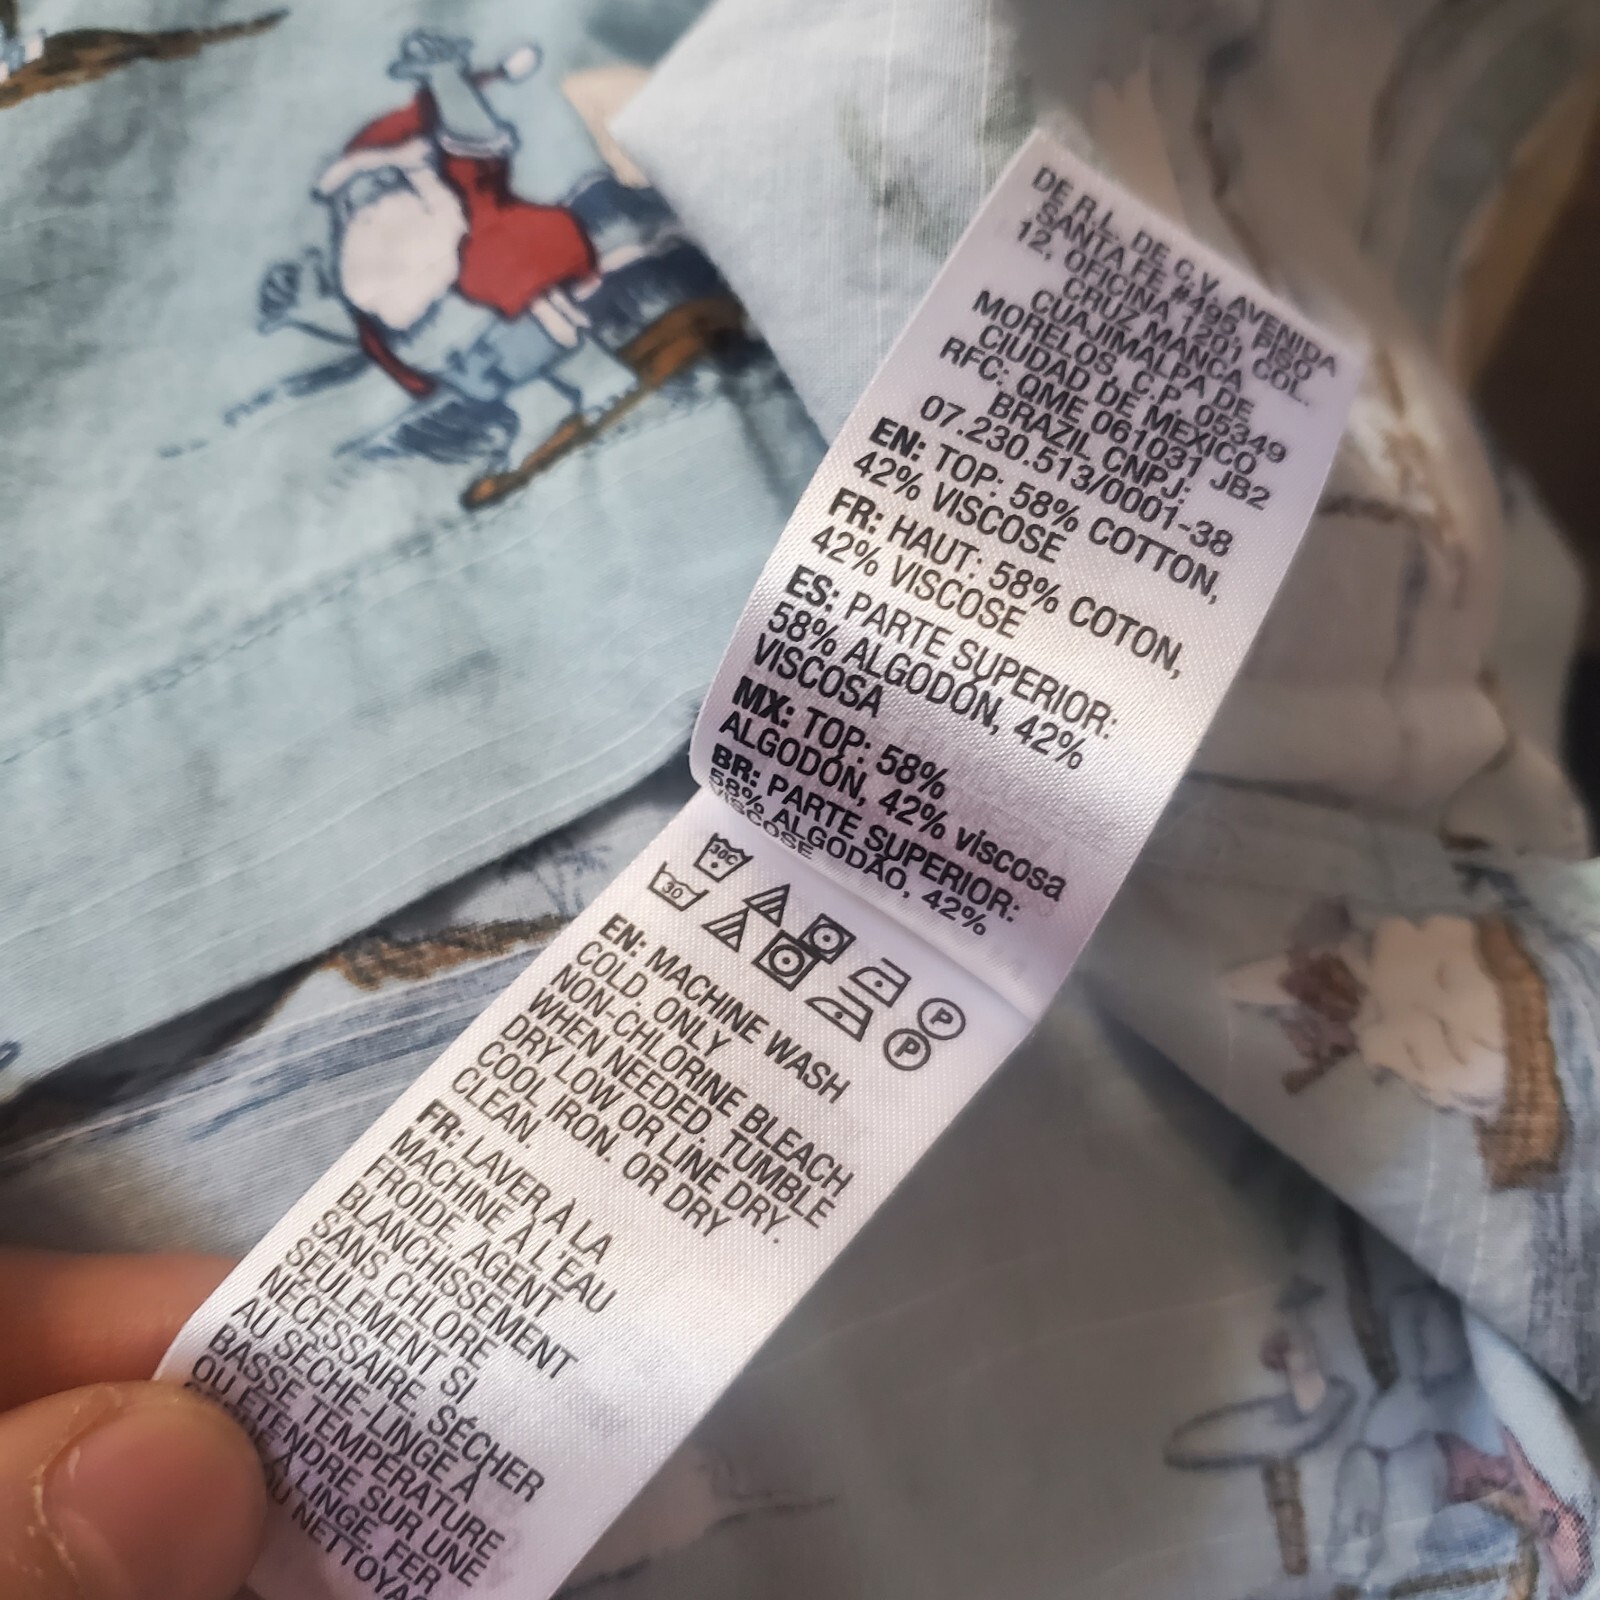 DE R.L. DE C.V. AVENIDA
SANTA FE #495, PISO
12, OFICINA 1201 COL.
CRUZ MANCA
CUAJIMALPA DE
MORELOS, C.P. 05349
CIUDAD DE MEXICO
RFC: QME 061031 JB2
BRAZIL CNPJ:
07.230.513/0001-38
EN: TOP: 58% COTTON,
42% VISCOSE
FR: HAUT: 58% COTON,
42% VISCOSE
ES: PARTE SUPERIOR:
58% ALGODÓN, 42%
VISCOSA
MX: TOP: 58%
ALGODÓN, 42% viscosa
BR: PARTE SUPERIOR:
58% ALGODÃO, 42%
VISCOSE
30C
P
30
P
EN: MACHINE WASH
COLD. ONLY
NON-CHLORINE BLEACH
WHEN NEEDED. TUMBLE
DRY LOW OR LINE DRY.
COOL IRON. OR DRY
CLEAN.
FR: LAVER À LA
MACHINE À L'EAU
FROIDE. AGENT
BLANCHISSEMENT
SANS CHLORE
SEULEMENT SI
NÉCESSAIRE. SÉCHER
AU SÈCHE-LINGE À
BASSE TEMPÉRATURE
OU ÉTENDRE SUR UNE
À LINGE. FER
NETTOYA